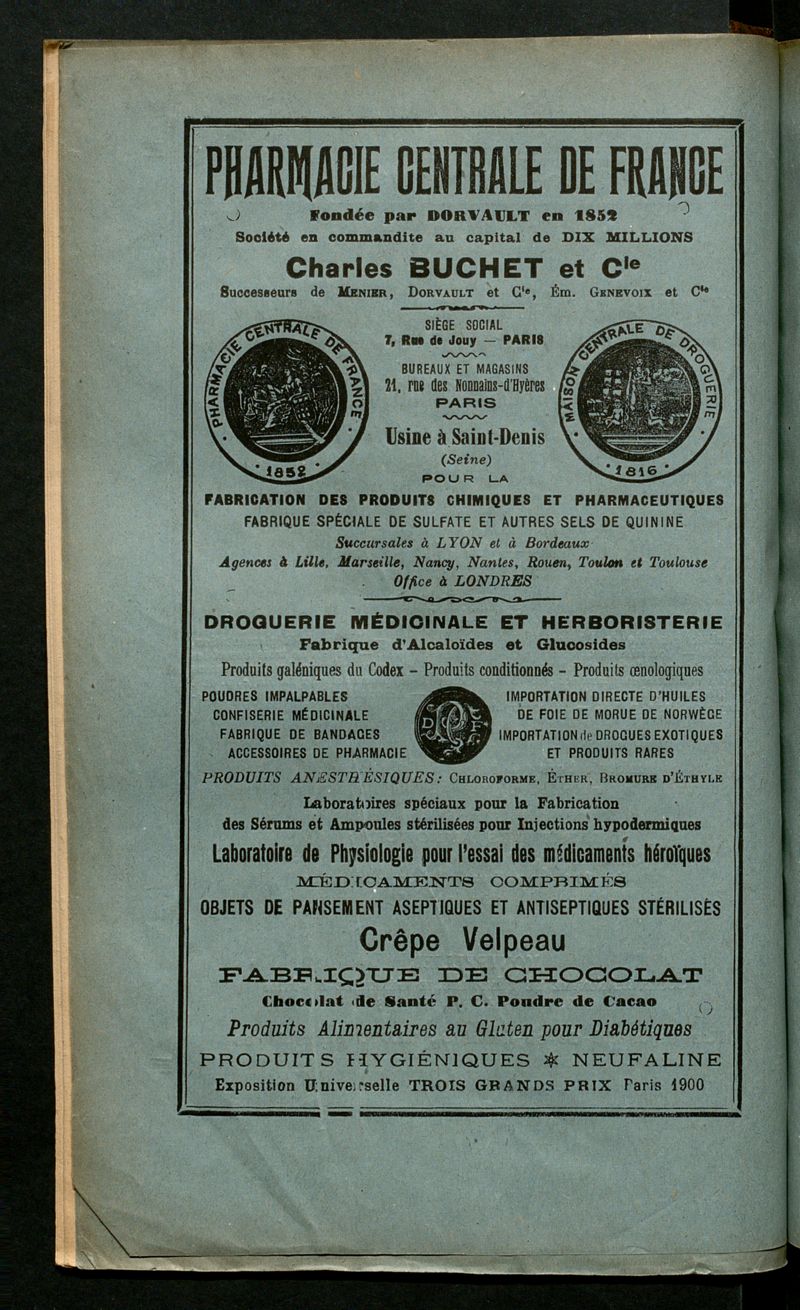 PHARMACIE CENTRALE DE FRANCE
Fondée par DORVAULT en 1852
Société en commandite au capital de DIX MILLIONS
Charles BUCHET et Cie
Successeurs de MENIER, DORVAULT et Cie, Ém. GENEVOIX et Cie
PHARMACIE CENTRALE DE FRANCE
1852
SIÈGE SOCIAL
7, Rue de Jouy — PARIS
BUREAUX ET MAGASINS
21, rue des Nonnains-d'Hyères
PARIS
Usine à Saint-Denis
(Seine)
POUR LA
MAISON CENTRALE DE DROGUERIE
1816
FABRICATION DES PRODUITS CHIMIQUES ET PHARMACEUTIQUES
FABRIQUE SPÉCIALE DE SULFATE ET AUTRES SELS DE QUININE
Succursales à LYON et à Bordeaux
Agences à Lille, Marseille, Nancy, Nantes, Rouen, Toulon et Toulouse
Office à LONDRES
DROGUERIE MÉDICINALE ET HERBORISTERIE
Fabrique d'Alcaloïdes et Glucosides
Produits galéniques du Codex - Produits conditionnés - Produits œnologiques
POUDRES IMPALPABLES
CONFISERIE MÉDICINALE
FABRIQUE DE BANDAGES
ACCESSOIRES DE PHARMACIE
IMPORTATION DIRECTE D'HUILES
DE FOIE DE MORUE DE NORWÈGE
IMPORTATION de DROGUES EXOTIQUES
ET PRODUITS RARES
PRODUITS ANESTHÉSIQUES: CHLOROFORME, ÉTHER, BROMURE D'ÉTHYLE
Laboratoires spéciaux pour la Fabrication
des Sérums et Ampoules stérilisées pour Injections hypodermiques
Laboratoire de Physiologie pour l'essai des médicaments héroïques
MÉDICAMENTS COMPRIMÉS
OBJETS DE PANSEMENT ASEPTIQUES ET ANTISEPTIQUES STÉRILISÉS
Crêpe Velpeau
FABRIQUE DE CHOCOLAT
Chocolat de Santé P. C. Poudre de Cacao
Produits Alimentaires au Gluten pour Diabétiques
PRODUITS HYGIÉNIQUES * NEUFALINE
Exposition Universelle TROIS GRANDS PRIX Paris 1900